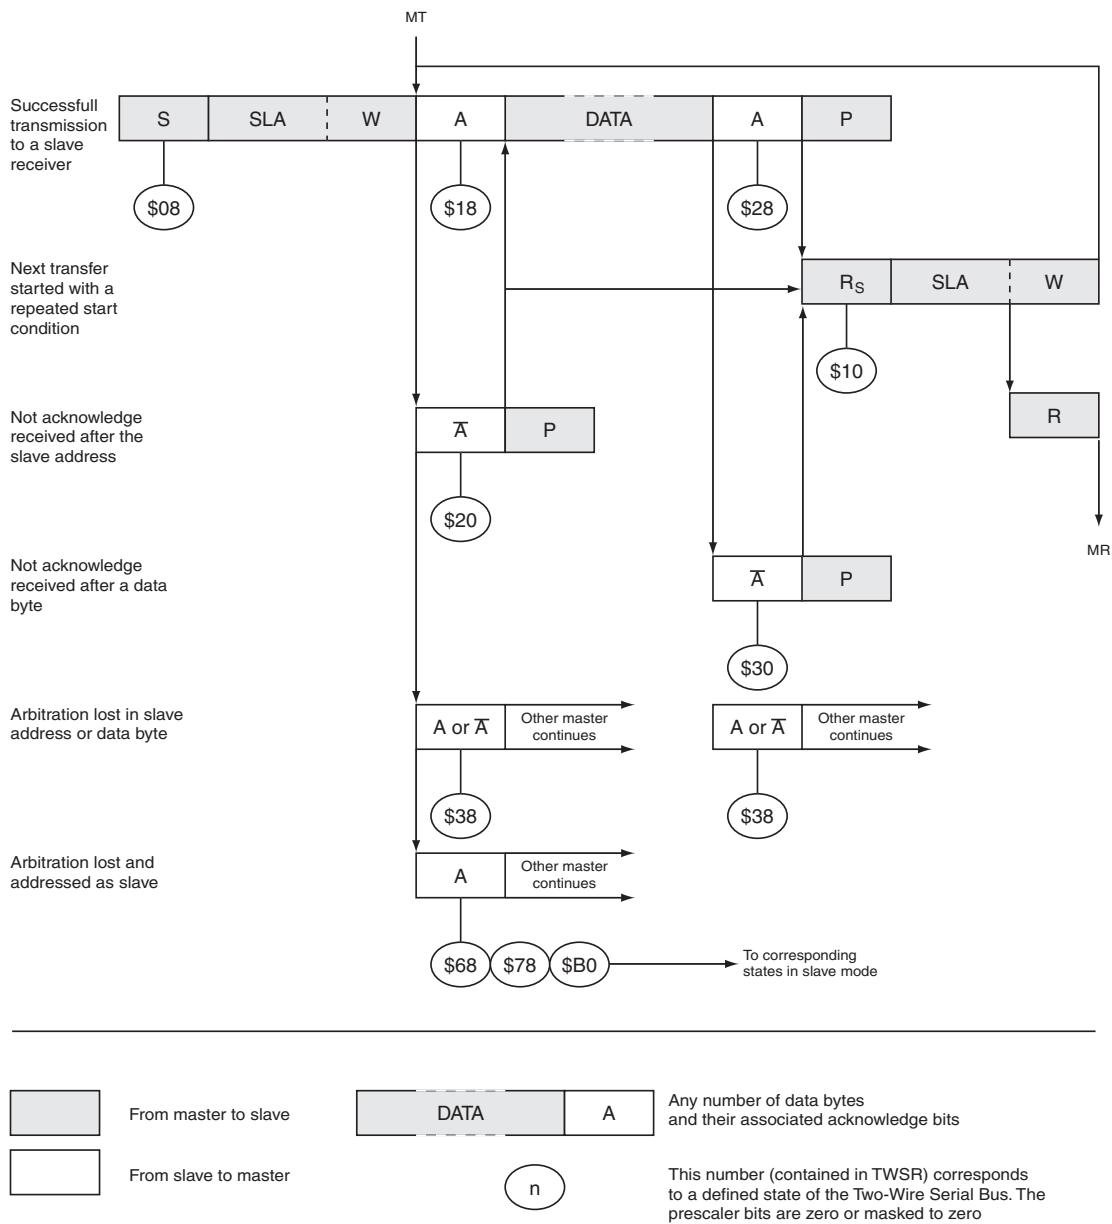 MT
Successfull
transmission
to a slave
receiver
S SLA W A DATA A P
$08 $18 $28
Next transfer
started with a
repeated start
condition
RS SLA W
$10
Not acknowledge
received after the
slave address
A̅ P
R
$20
MR
Not acknowledge
received after a data
byte
A̅ P
$30
Arbitration lost in slave
address or data byte
A or A̅ Other master
continues
A or A̅ Other master
continues
$38 $38
Arbitration lost and
addressed as slave
A Other master
continues
$68 $78 $B0
To corresponding
states in slave mode
From master to slave
DATA A
Any number of data bytes
and their associated acknowledge bits
From slave to master
n
This number (contained in TWSR) corresponds
to a defined state of the Two-Wire Serial Bus. The
prescaler bits are zero or masked to zero